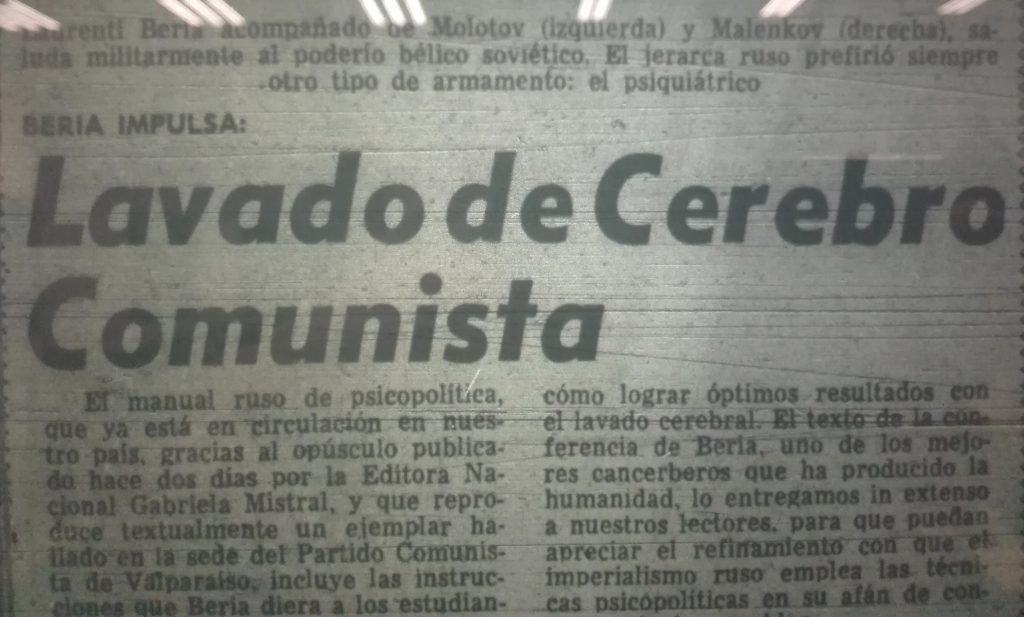 Laurenti Beria acompañado de Molotov (izquierda) y Malenkov (derecha), sa-
luda militarmente al poderío bélico soviético. El jerarca ruso prefirió siempre
otro tipo de armamento: el psiquiátrico
BERIA IMPULSA:
Lavado de Cerebro
Comunista
El manual ruso de psicopolítica,
que ya está en circulación en nues-
tro país, gracias al opúsculo publica-
do hace dos días por la Editora Na-
cional Gabriela Mistral, y que repro-
duce textualmente un ejemplar ha-
llado en la sede del Partido Comunis-
ta de Valparaíso, incluye las instruc-
ciones que Beria diera a los estudian-
cómo lograr óptimos resultados con
el lavado cerebral. El texto de la con-
ferencia de Beria, uno de los mejo-
res cancerberos que ha producido la
humanidad, lo entregamos in extenso
a nuestros lectores, para que puedan
apreciar el refinamiento con que el
imperialismo ruso emplea las técni-
cas psicopolíticas en su afán de con-